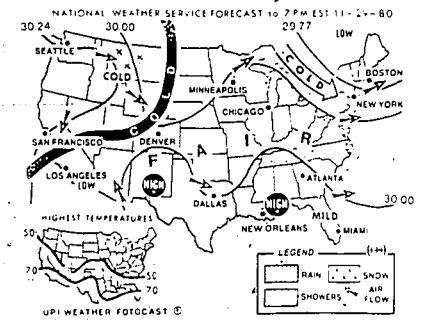 NATIONAL WEATHER SERVICE FORECAST to 7 PM EST 11-29-80
30.24
30.00
29.77
LOW
SEATTLE
COLD
COLD
COLD
MINNEAPOLIS
BOSTON
NEW YORK
CHICAGO
SAN FRANCISCO
DENVER
FAIR
LOS ANGELES
LOW
HIGH
DALLAS
ATLANTA
HIGH
30.00
NEW ORLEANS
MILD
MIAMI
HIGHEST TEMPERATURES
50
70
50
70
LEGEND
RAIN
SNOW
SHOWERS
AIR FLOW
UPI WEATHER FOTOCAST ®